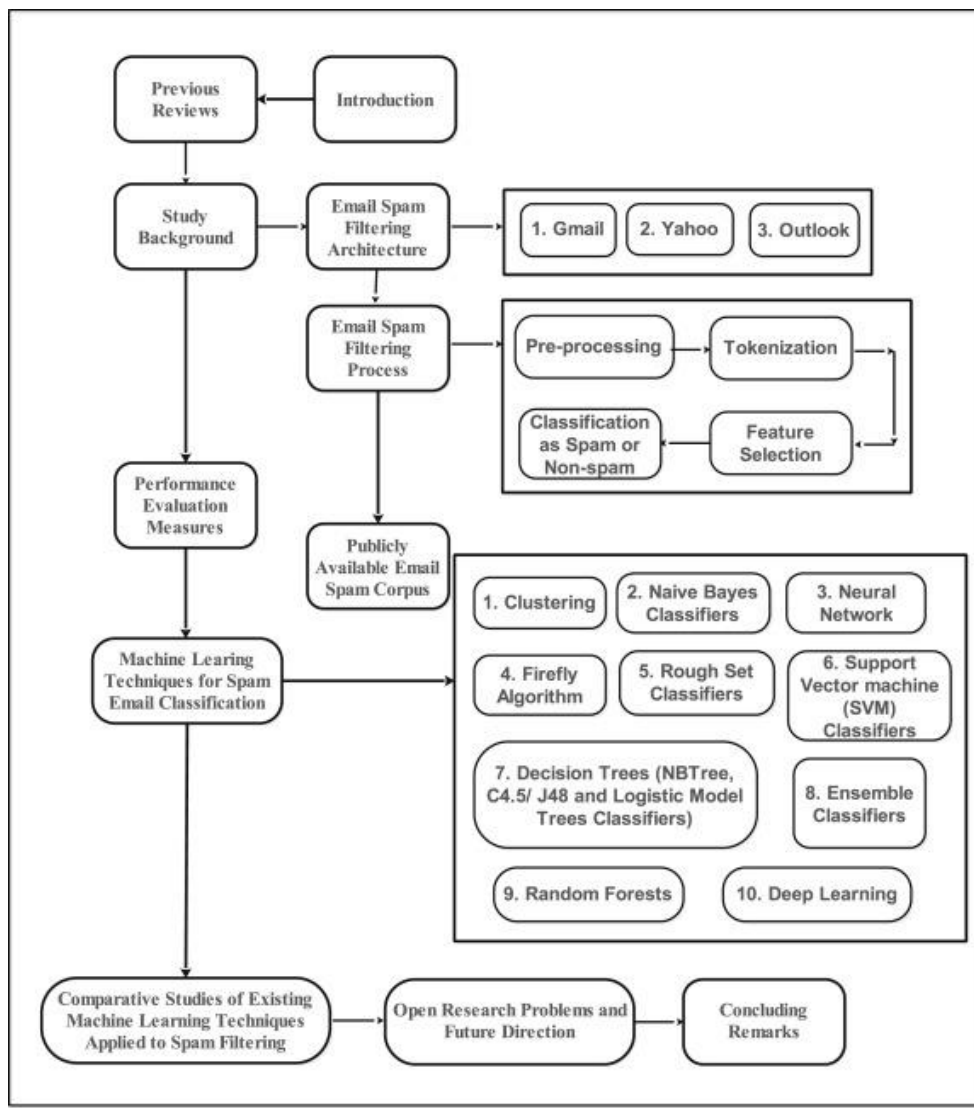 Previous
Reviews
Introduction
Study
Background
Email Spam
Filtering
Architecture
1. Gmail
2. Yahoo
3. Outlook
Email Spam
Filtering
Process
Pre-processing
Tokenization
Classification
as Spam or
Non-spam
Feature
Selection
Performance
Evaluation
Measures
Publicly
Available Email
Spam Corpus
Machine Learing
Techniques for Spam
Email Classification
1. Clustering
2. Naive Bayes
Classifiers
3. Neural
Network
4. Firefly
Algorithm
5. Rough Set
Classifiers
6. Support
Vector machine
(SVM)
Classifiers
7. Decision Trees (NBTree,
C4.5/ J48 and Logistic Model
Trees Classifiers)
8. Ensemble
Classifiers
9. Random Forests
10. Deep Learning
Comparative Studies of Existing
Machine Learning Techniques
Applied to Spam Filtering
Open Research Problems and
Future Direction
Concluding
Remarks